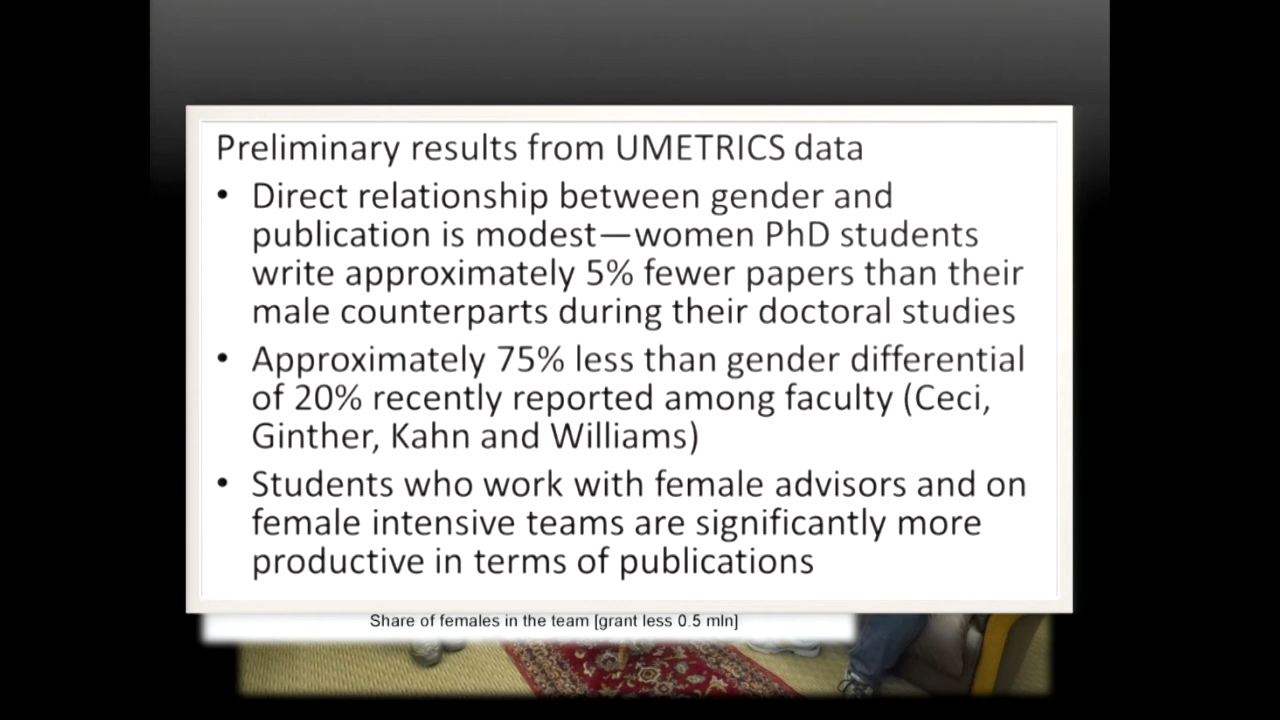 Preliminary results from UMETRICS data
• Direct relationship between gender and
publication is modest—women PhD students
write approximately 5% fewer papers than their
male counterparts during their doctoral studies
• Approximately 75% less than gender differential
of 20% recently reported among faculty (Ceci,
Ginther, Kahn and Williams)
• Students who work with female advisors and on
female intensive teams are significantly more
productive in terms of publications
Share of females in the team [grant less 0.5 mln]